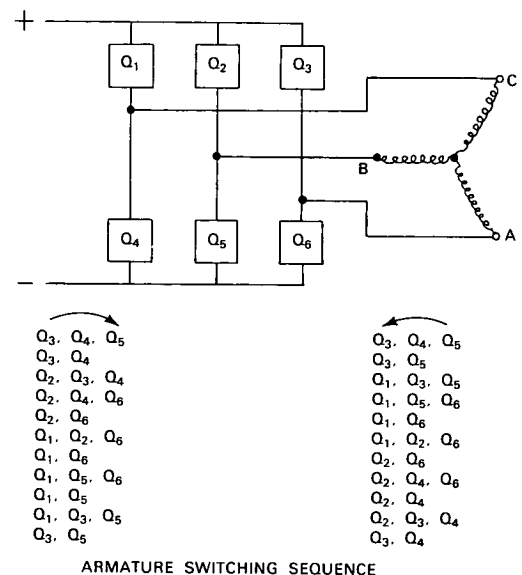 +
Q1 Q2 Q3
C
B
Q4 Q5 Q6
A
−
Q3, Q4, Q5
Q3, Q4
Q2, Q3, Q4
Q2, Q4, Q6
Q2, Q6
Q1, Q2, Q6
Q1, Q6
Q1, Q5, Q6
Q1, Q5
Q1, Q3, Q5
Q3, Q5
Q3, Q4, Q5
Q3, Q5
Q1, Q3, Q5
Q1, Q5, Q6
Q1, Q6
Q1, Q2, Q6
Q2, Q6
Q2, Q4, Q6
Q2, Q4
Q2, Q3, Q4
Q3, Q4
ARMATURE SWITCHING SEQUENCE